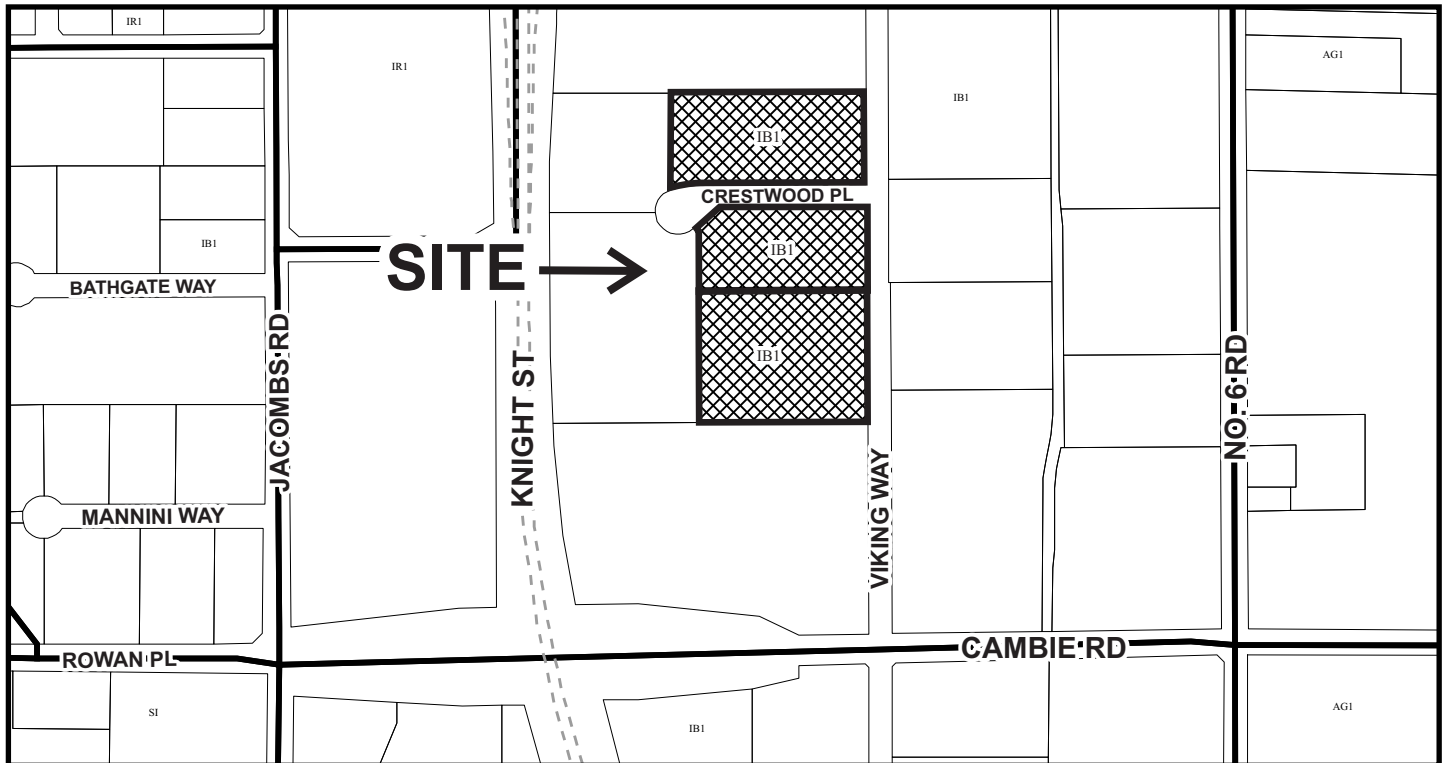 IR1
IR1
AG1
IB1
IB1
CRESTWOOD PL
IB1
IB1
SITE
BATHGATE WAY
JACOMBS RD
KNIGHT ST
IB1
NO. 6 RD
VIKING WAY
MANNINI WAY
CAMBIE RD
ROWAN PL
SI
IB1
AG1